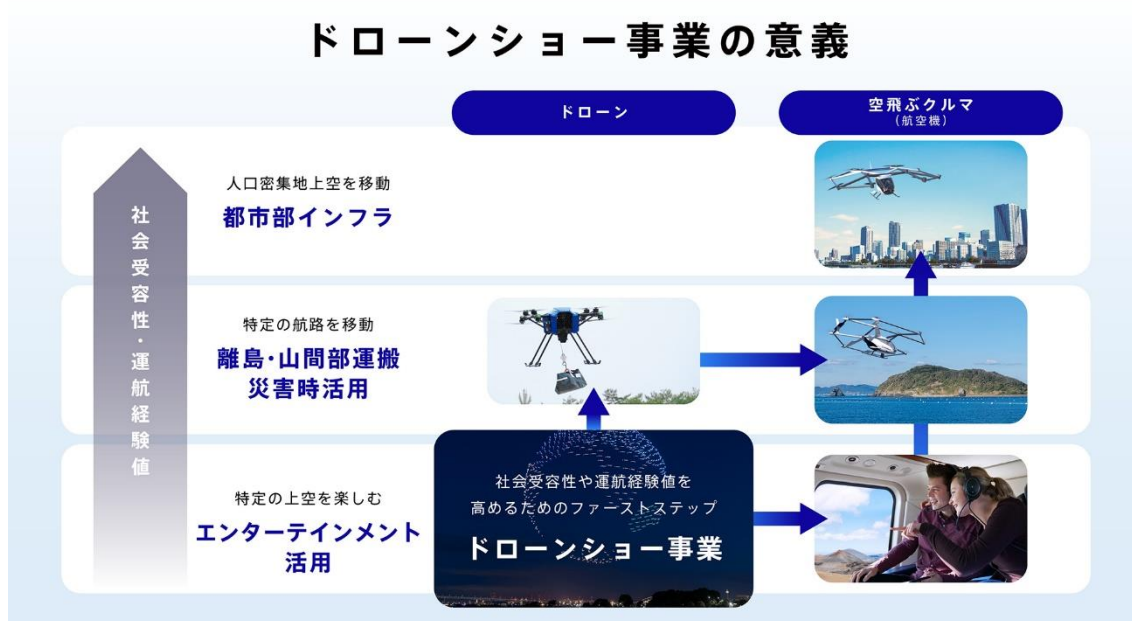 ドローンショー事業の意義
ドローン
空飛ぶクルマ
(航空機)
社会受容性・運航経験値
人口密集地上空を移動
都市部インフラ
特定の航路を移動
離島・山間部運搬
災害時活用
特定の上空を楽しむ
エンターテインメント
活用
社会受容性や運航経験値を
高めるためのファーストステップ
ドローンショー事業